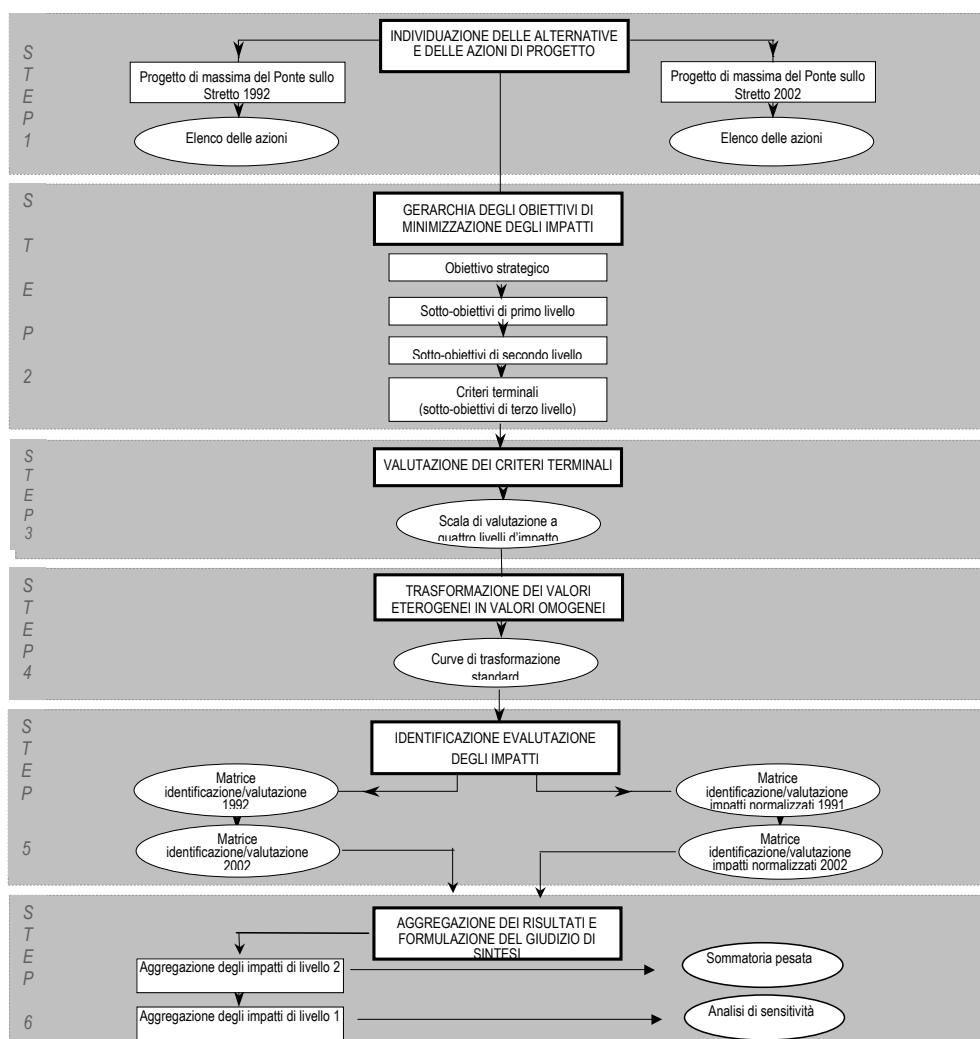 STEP 1
INDIVIDUAZIONE DELLE ALTERNATIVE
E DELLE AZIONI DI PROGETTO
Progetto di massima del Ponte sullo
Stretto 1992
Progetto di massima del Ponte sullo
Stretto 2002
Elenco delle azioni
Elenco delle azioni
STEP 2
GERARCHIA DEGLI OBIETTIVI DI
MINIMIZZAZIONE DEGLI IMPATTI
Obiettivo strategico
Sotto-obiettivi di primo livello
Sotto-obiettivi di secondo livello
Criteri terminali
(sotto-obiettivi di terzo livello)
STEP 3
VALUTAZIONE DEI CRITERI TERMINALI
Scala di valutazione a
quattro livelli d'impatto
STEP 4
TRASFORMAZIONE DEI VALORI
ETEROGENEI IN VALORI OMOGENEI
Curve di trasformazione
standard
STEP 5
IDENTIFICAZIONE EVALUTAZIONE
DEGLI IMPATTI
Matrice
identificazione/valutazione
1992
Matrice
identificazione/valutazione
impatti normalizzati 1991
Matrice
identificazione/valutazione
2002
Matrice
identificazione/valutazione
impatti normalizzati 2002
STEP 6
AGGREGAZIONE DEI RISULTATI E
FORMULAZIONE DEL GIUDIZIO DI
SINTESI
Aggregazione degli impatti di livello 2
Sommatoria pesata
Aggregazione degli impatti di livello 1
Analisi di sensitività